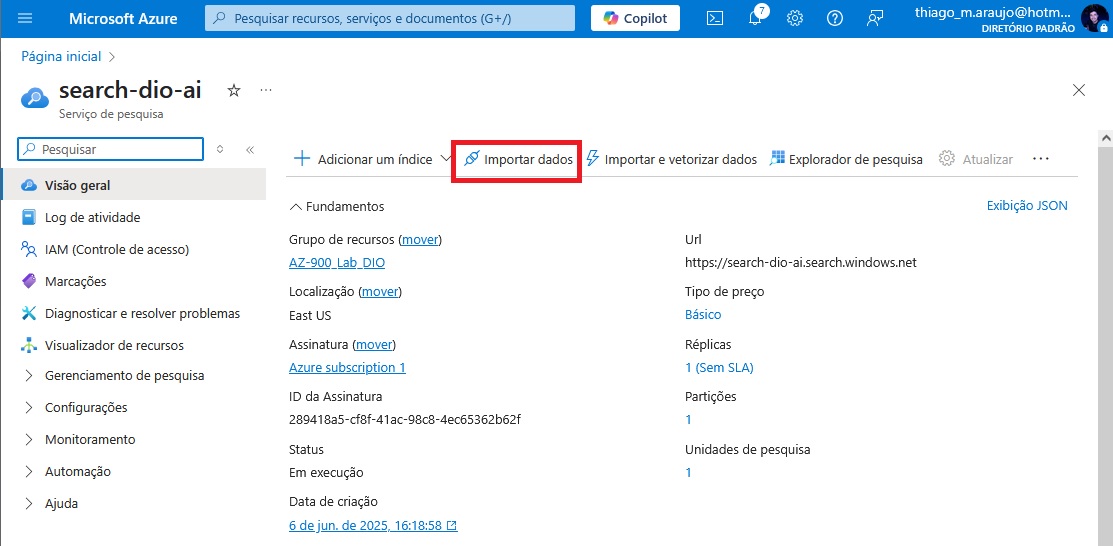 Microsoft Azure
Pesquisar recursos, serviços e documentos (G+/)
Copilot
7
thiago_m.araujo@hotm...
DIRETÓRIO PADRÃO
Página inicial
search-dio-ai
Serviço de pesquisa
Pesquisar
Visão geral
Log de atividade
IAM (Controle de acesso)
Marcações
Diagnosticar e resolver problemas
Visualizador de recursos
Gerenciamento de pesquisa
Configurações
Monitoramento
Automação
Ajuda
Adicionar um índice
Importar dados
Importar e vetorizar dados
Explorador de pesquisa
Atualizar
Fundamentos
Exibição JSON
Grupo de recursos (mover)
AZ-900_Lab_DIO
Localização (mover)
East US
Assinatura (mover)
Azure subscription 1
ID da Assinatura
289418a5-cf8f-41ac-98c8-4ec65362b62f
Status
Em execução
Data de criação
6 de jun. de 2025, 16:18:58
Url
https://search-dio-ai.search.windows.net
Tipo de preço
Básico
Réplicas
1 (Sem SLA)
Partições
1
Unidades de pesquisa
1